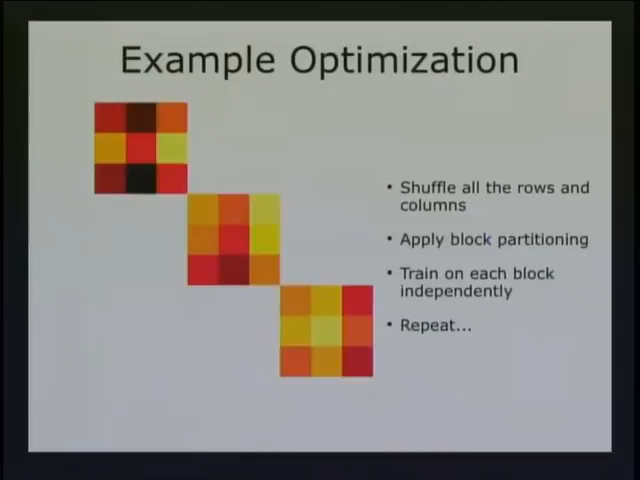 Example Optimization
• Shuffle all the rows and
columns
• Apply block partitioning
• Train on each block
independently
• Repeat...